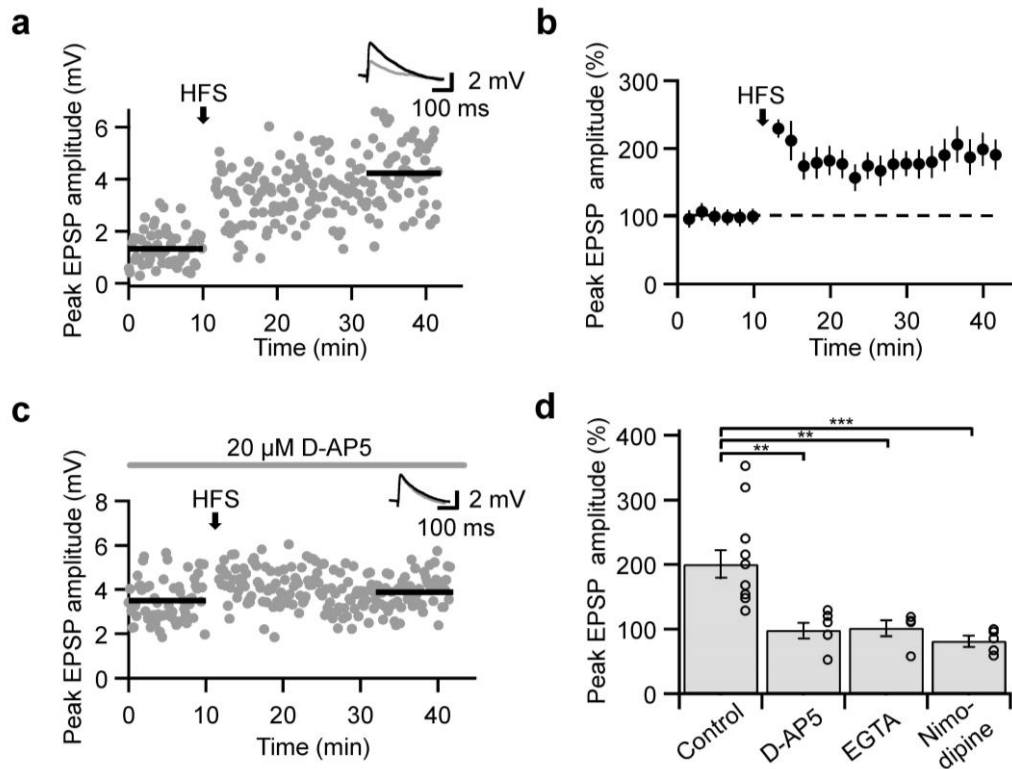 a
Peak EPSP amplitude (mV)
6
4
2
0
HFS
2 mV
100 ms
0 10 20 30 40
Time (min)
b
Peak EPSP amplitude (%)
300
200
100
0
HFS
0 10 20 30 40
Time (min)
c
20 µM D-AP5
Peak EPSP amplitude (mV)
8
6
4
2
0
HFS
2 mV
100 ms
0 10 20 30 40
Time (min)
d
Peak EPSP amplitude (%)
400
300
200
100
0
***
**
**
Control
D-AP5
EGTA
Nimo-
dipine